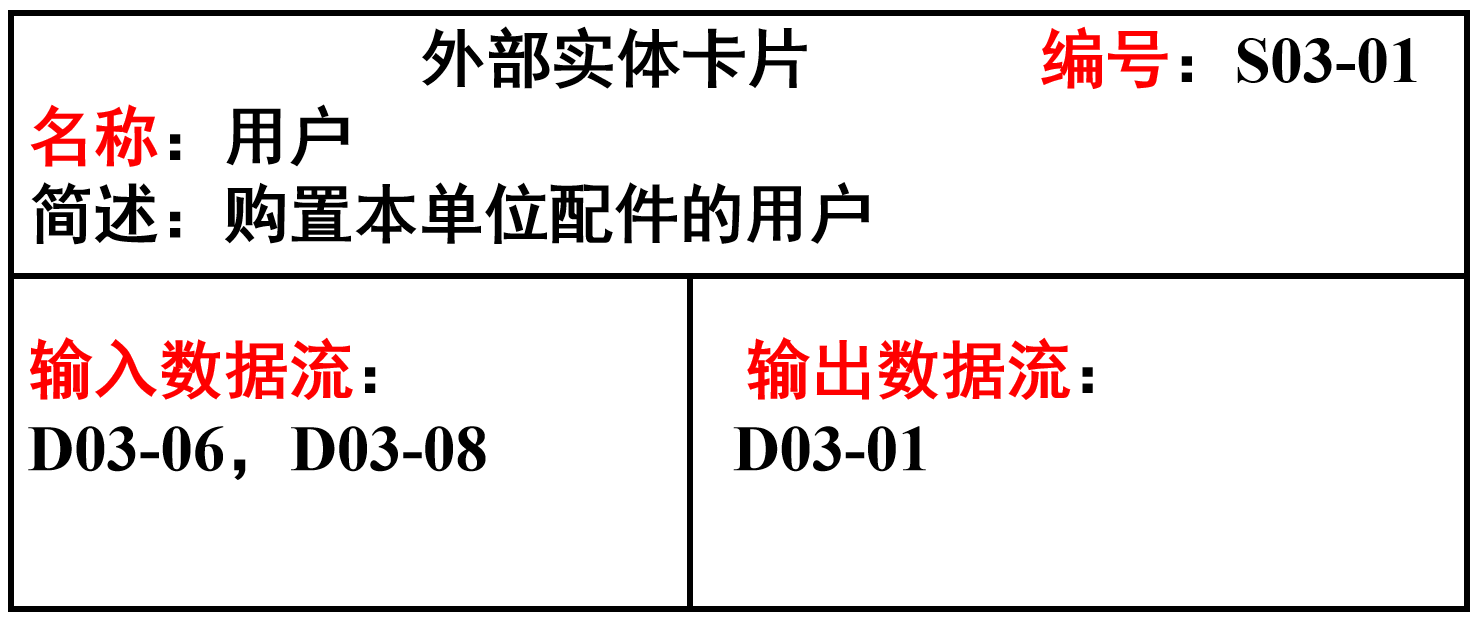 外部实体卡片 编号：S03-01
名称：用户
简述：购置本单位配件的用户
输入数据流：
D03-06，D03-08
输出数据流：
D03-01